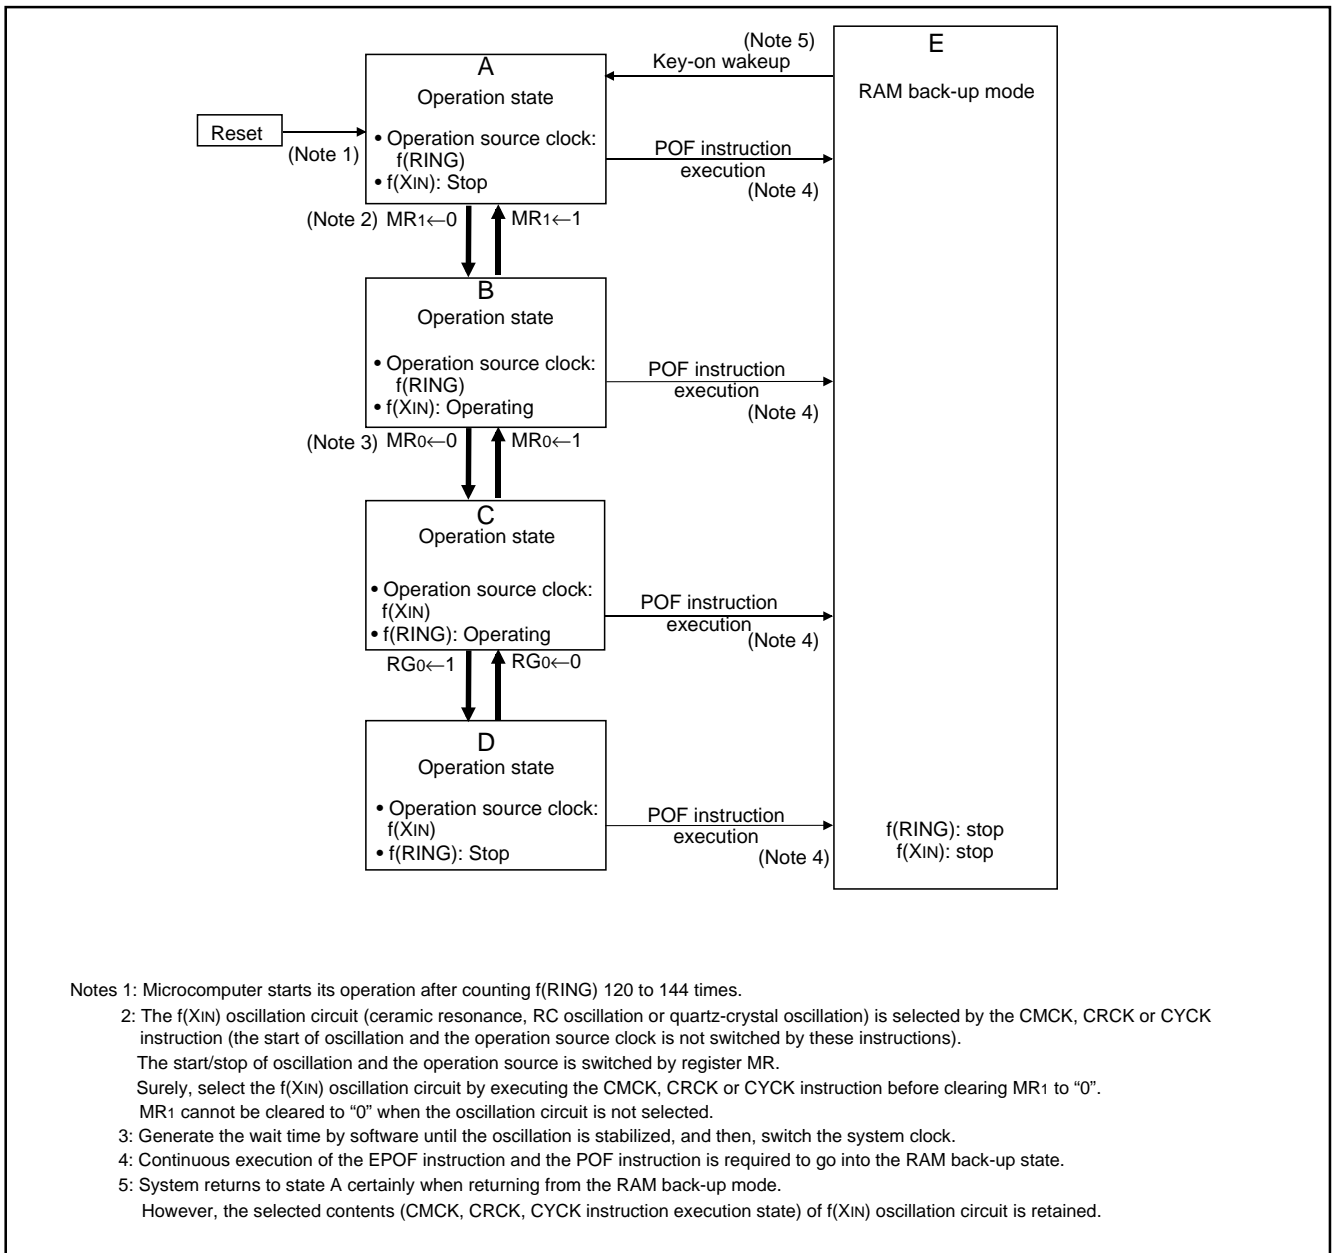 (Note 5)
Key-on wakeup
E
RAM back-up mode
A
Operation state
• Operation source clock:
f(RING)
• f(XIN): Stop
Reset
(Note 1)
POF instruction
execution
(Note 4)
(Note 2) MR1←0
MR1←1
B
Operation state
• Operation source clock:
f(RING)
• f(XIN): Operating
POF instruction
execution
(Note 4)
(Note 3) MR0←0
MR0←1
C
Operation state
• Operation source clock:
f(XIN)
• f(RING): Operating
POF instruction
execution
(Note 4)
RG0←1
RG0←0
D
Operation state
• Operation source clock:
f(XIN)
• f(RING): Stop
POF instruction
execution
(Note 4)
f(RING): stop
f(XIN): stop
Notes 1: Microcomputer starts its operation after counting f(RING) 120 to 144 times.
2: The f(XIN) oscillation circuit (ceramic resonance, RC oscillation or quartz-crystal oscillation) is selected by the CMCK, CRCK or CYCK
instruction (the start of oscillation and the operation source clock is not switched by these instructions).
The start/stop of oscillation and the operation source is switched by register MR.
Surely, select the f(XIN) oscillation circuit by executing the CMCK, CRCK or CYCK instruction before clearing MR1 to “0”.
MR1 cannot be cleared to “0” when the oscillation circuit is not selected.
3: Generate the wait time by software until the oscillation is stabilized, and then, switch the system clock.
4: Continuous execution of the EPOF instruction and the POF instruction is required to go into the RAM back-up state.
5: System returns to state A certainly when returning from the RAM back-up mode.
However, the selected contents (CMCK, CRCK, CYCK instruction execution state) of f(XIN) oscillation circuit is retained.